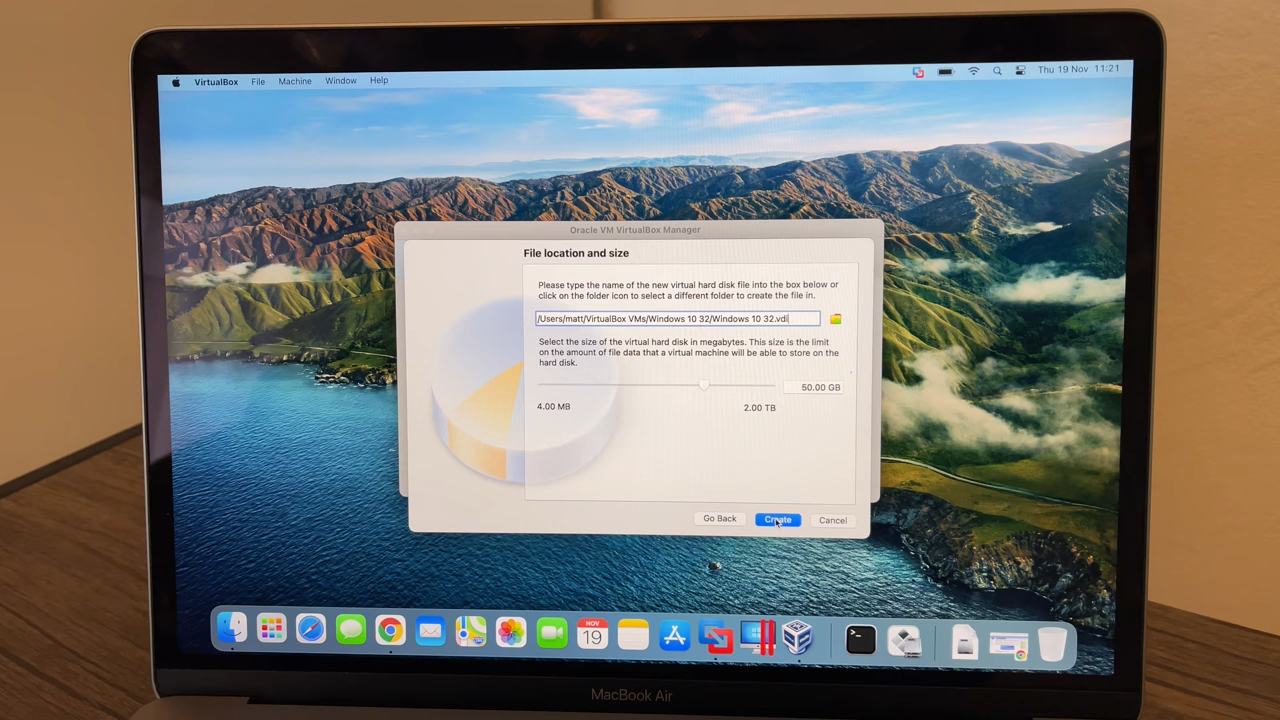 VirtualBox File Machine Window Help Thu 19 Nov 11:21
Oracle VM VirtualBox Manager
File location and size
Please type the name of the new virtual hard disk file into the box below or
click on the folder icon to select a different folder to create the file in.
/Users/matt/VirtualBox VMs/Windows 10 32/Windows 10 32.vdi
Select the size of the virtual hard disk in megabytes. This size is the limit
on the amount of file data that a virtual machine will be able to store on the
hard disk.
50.00 GB
4.00 MB 2.00 TB
Go Back Create Cancel
NOV
19
MacBook Air